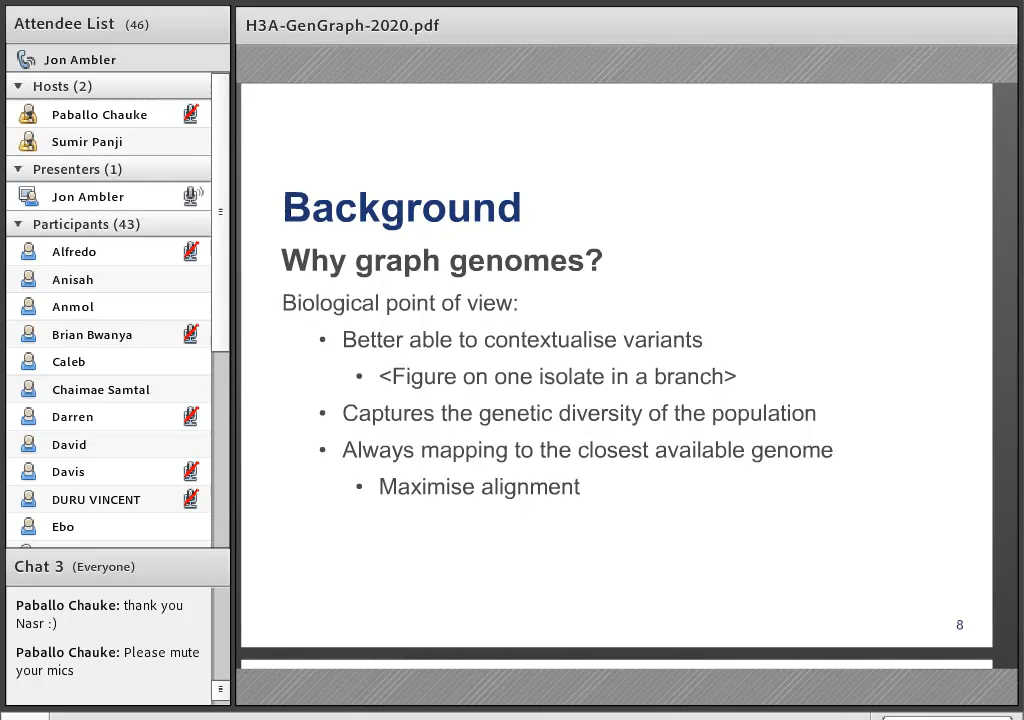 Attendee List (46)
Jon Ambler
Hosts (2)
Paballo Chauke
Sumir Panji
Presenters (1)
Jon Ambler
Participants (43)
Alfredo
Anisah
Anmol
Brian Bwanya
Caleb
Chaimae Samtal
Darren
David
Davis
DURU VINCENT
Ebo
Chat 3 (Everyone)
Paballo Chauke: thank you
Nasr :)
Paballo Chauke: Please mute
your mics
H3A-GenGraph-2020.pdf
Background
Why graph genomes?
Biological point of view:
• Better able to contextualise variants
• <Figure on one isolate in a branch>
• Captures the genetic diversity of the population
• Always mapping to the closest available genome
• Maximise alignment
8